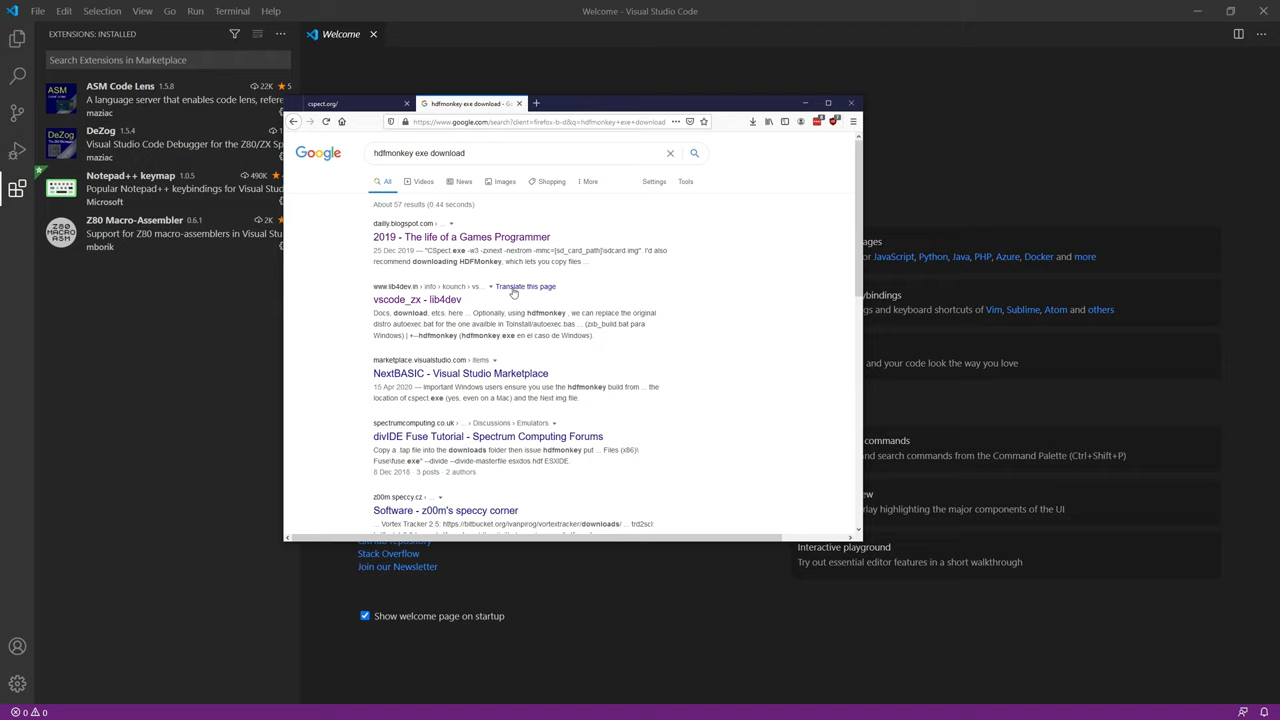 File Edit Selection View Go Run Terminal Help
Welcome - Visual Studio Code
EXTENSIONS: INSTALLED
Welcome
Search Extensions in Marketplace
ASM Code Lens 1.5.8 22K 5
A language server that enables code lens, refere
maziac
DeZog 1.5.4 2K 5
Visual Studio Code Debugger for the Z80/ZX S
maziac
Notepad++ keymap 1.0.5 490K
Popular Notepad++ keybindings for Visual Stu
Microsoft
Z80 Macro-Assembler 0.6.1 2K
Support for Z80 macro-assemblers in Visual St
mborik
cspect.org/
hdfmonkey exe download - Go
https://www.google.com/search?client=firefox-b-d&q=hdfmonkey+exe+download
Google
hdfmonkey exe download
All Videos News Images Shopping More Settings Tools
About 57 results (0.44 seconds)
dailly.blogspot.com › ...
2019 - The life of a Games Programmer
25 Dec 2019 — "CSpect.exe -w3 -zxnext -nextrom -mmc=[sd_card_path]\sdcard.img". I'd also
recommend downloading HDFMonkey, which lets you copy files ...
www.lib4dev.in › info › kounch › vs... Translate this page
vscode_zx - lib4dev
Docs, download, etc. here ... Optionally, using hdfmonkey , we can replace the original
distro autoexec.bat for the one availble in ToInstall/autoexec bas ... (zxb_build.bat para
Windows) | +--hdfmonkey (hdfmonkey.exe en el caso de Windows).
marketplace.visualstudio.com › items
NextBASIC - Visual Studio Marketplace
15 Apr 2020 — Important Windows users ensure you use the hdfmonkey build from ... the
location of cspect.exe (yes, even on a Mac) and the Next img file.
spectrumcomputing.co.uk › ... › Discussions › Emulators
divIDE Fuse Tutorial - Spectrum Computing Forums
Copy a .tap file into the downloads folder then issue hdfmonkey put ... Files (x86)\
Fuse\fuse.exe" --divide --divide-masterfile esxdos.hdf ESXIDE.
8 Dec 2018 · 3 posts · 2 authors
z00m.speccy.cz › ...
Software - z00m's speccy corner
... Vortex Tracker 2.5: https://bitbucket.org/ivanpirog/vortextracker/downloads/ ... trd2scl:
ages
r JavaScript, Python, Java, PHP, Azure, Docker and more
keybindings
s and keyboard shortcuts of Vim, Sublime, Atom and others
and your code look the way you love
commands
and search commands from the Command Palette (Ctrl+Shift+P)
ew
rlay highlighting the major components of the UI
GitHub repository
Stack Overflow
Join our Newsletter
Interactive playground
Try out essential editor features in a short walkthrough
Show welcome page on startup
0 0